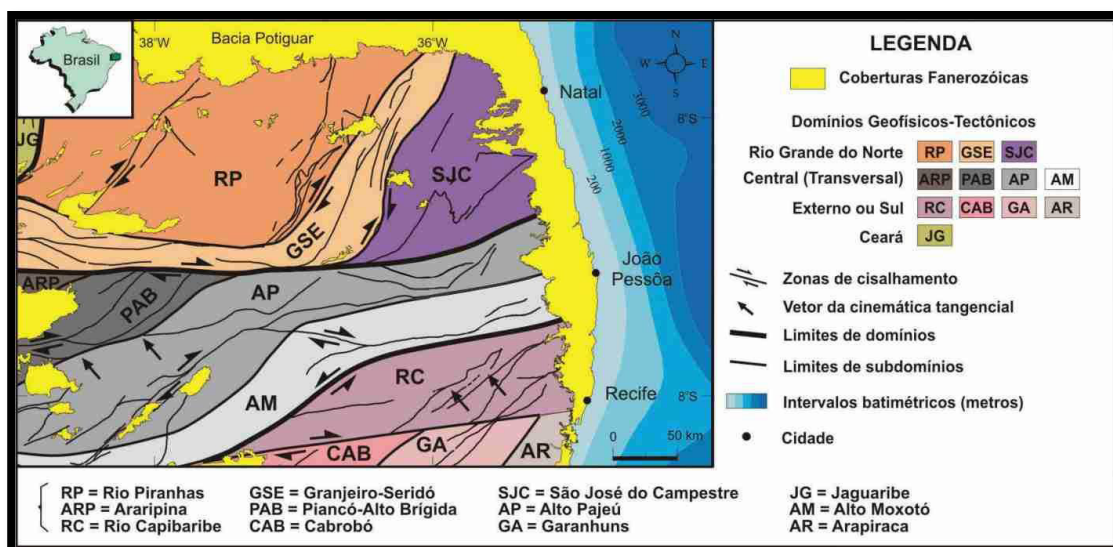 38°W
Bacia Potiguar
36°W
Brasil
N
W
E
S
Natal
8°S
3000
2000
1000
200
JG
RP
SJC
GSE
ARP
PAB
AP
João
Pessôa
AM
RC
Recife
8°S
CAB
GA
AR
0
50 km
LEGENDA
Coberturas Fanerozóicas
Domínios Geofísicos-Tectônicos
Rio Grande do Norte RP GSE SJC
Central (Transversal) ARP PAB AP AM
Externo ou Sul RC CAB GA AR
Ceará JG
Zonas de cisalhamento
Vetor da cinemática tangencial
Limites de domínios
Limites de subdomínios
Intervalos batimétricos (metros)
Cidade
RP = Rio Piranhas GSE = Granjeiro-Seridó SJC = São José do Campestre JG = Jaguaribe
ARP = Araripina PAB = Piancó-Alto Brígida AP = Alto Pajeú AM = Alto Moxotó
RC = Rio Capibaribe CAB = Cabrobó GA = Garanhuns AR = Arapiraca